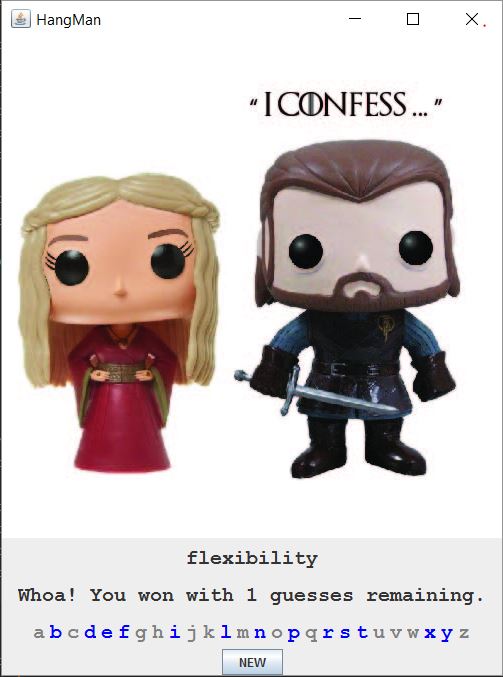 HangMan
“ I CONFESS ... ”
flexibility
Whoa! You won with 1 guesses remaining.
a b c d e f g h i j k l m n o p q r s t u v w x y z
NEW